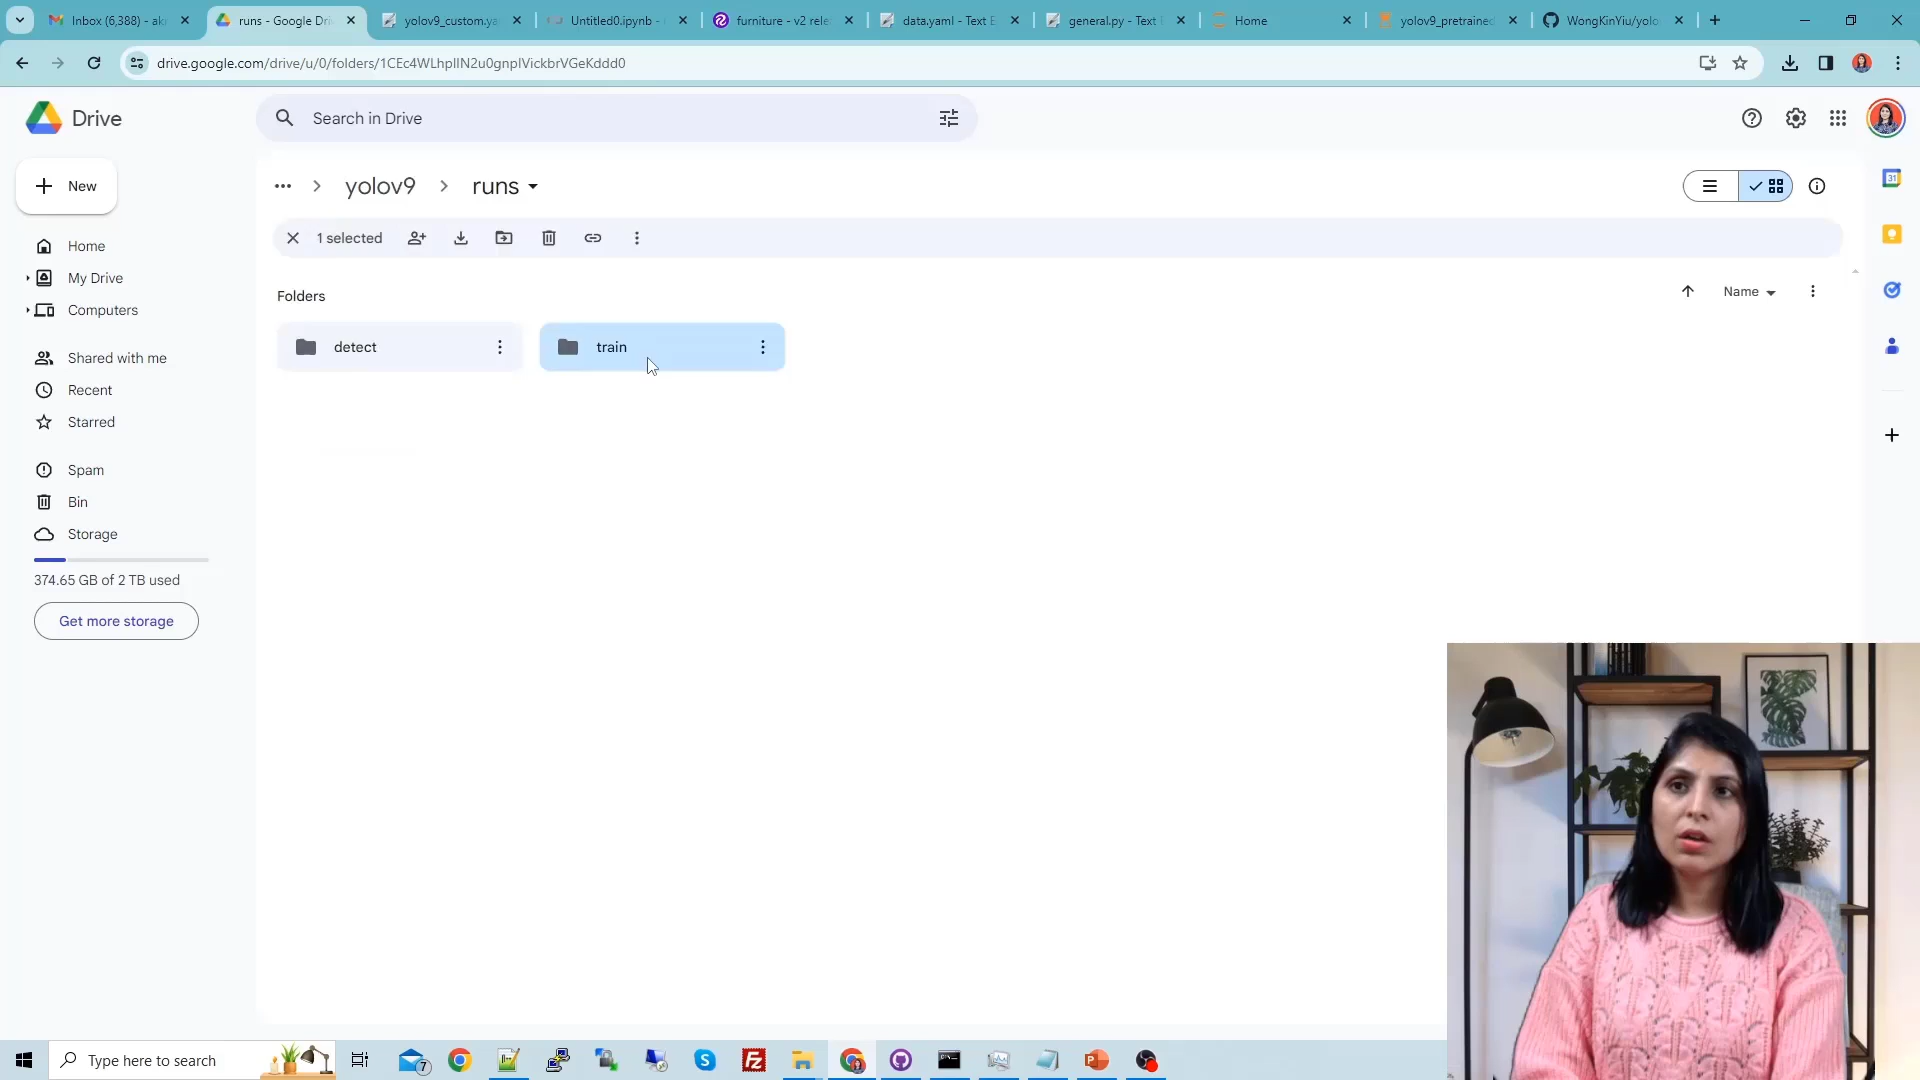 Inbox (6,388) - ak
runs - Google Dri
yolov9_custom.ya
Untitled0.ipynb -
furniture - v2 rele
data.yaml - Text E
general.py - Text
Home
yolov9_pretrained
WongKinYiu/yolo
drive.google.com/drive/u/0/folders/1CEc4WLhpIIN2u0gnpIVickbrVGeKddd0
Drive
Search in Drive
New
yolov9
runs
31
1 selected
Home
My Drive
Computers
Folders
Name
detect
train
Shared with me
Recent
Starred
Spam
Bin
Storage
374.65 GB of 2 TB used
Get more storage
Type here to search
7